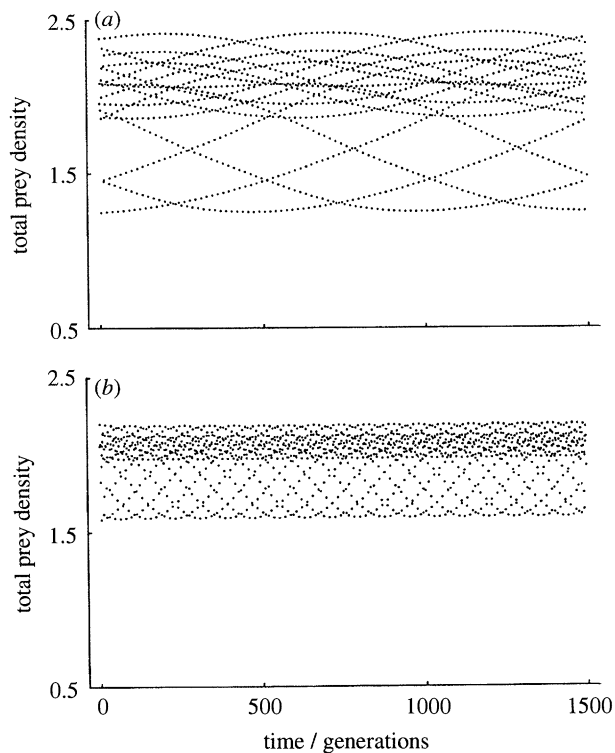 (a)
2.5
1.5
0.5
total prey density
(b)
2.5
1.5
0.5
total prey density
0 500 1000 1500
time / generations